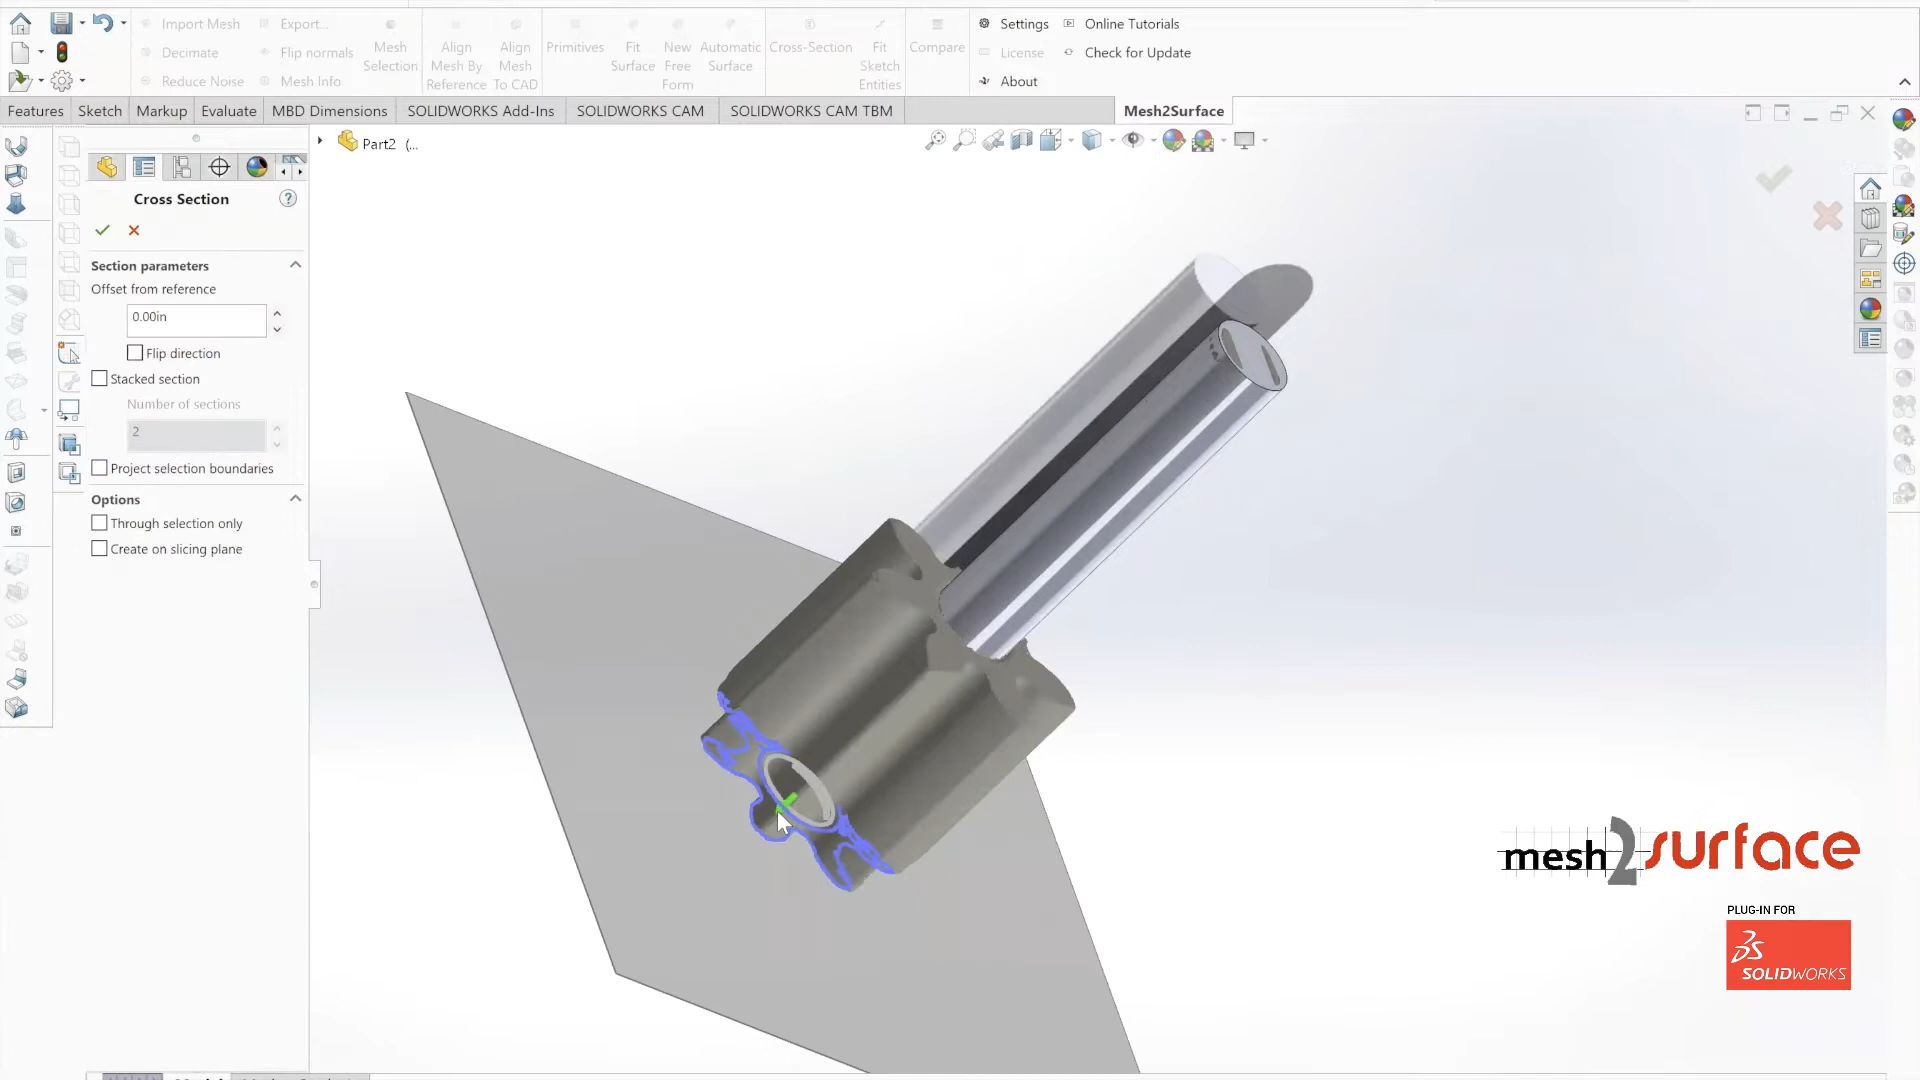 Import Mesh
Export...
Decimate
Flip normals
Reduce Noise
Mesh Info
Mesh
Selection
Align
Mesh By
Reference
Align
Mesh
To CAD
Primitives
Fit
Surface
New
Free
Form
Automatic
Surface
Cross-Section
Fit
Sketch
Entities
Compare
Settings
Online Tutorials
License
Check for Update
About
Features
Sketch
Markup
Evaluate
MBD Dimensions
SOLIDWORKS Add-Ins
SOLIDWORKS CAM
SOLIDWORKS CAM TBM
Mesh2Surface
Part2 (...
Cross Section
Section parameters
Offset from reference
0.00in
Flip direction
Stacked section
Number of sections
2
Project selection boundaries
Options
Through selection only
Create on slicing plane
mesh2surface
PLUG-IN FOR
SOLIDWORKS